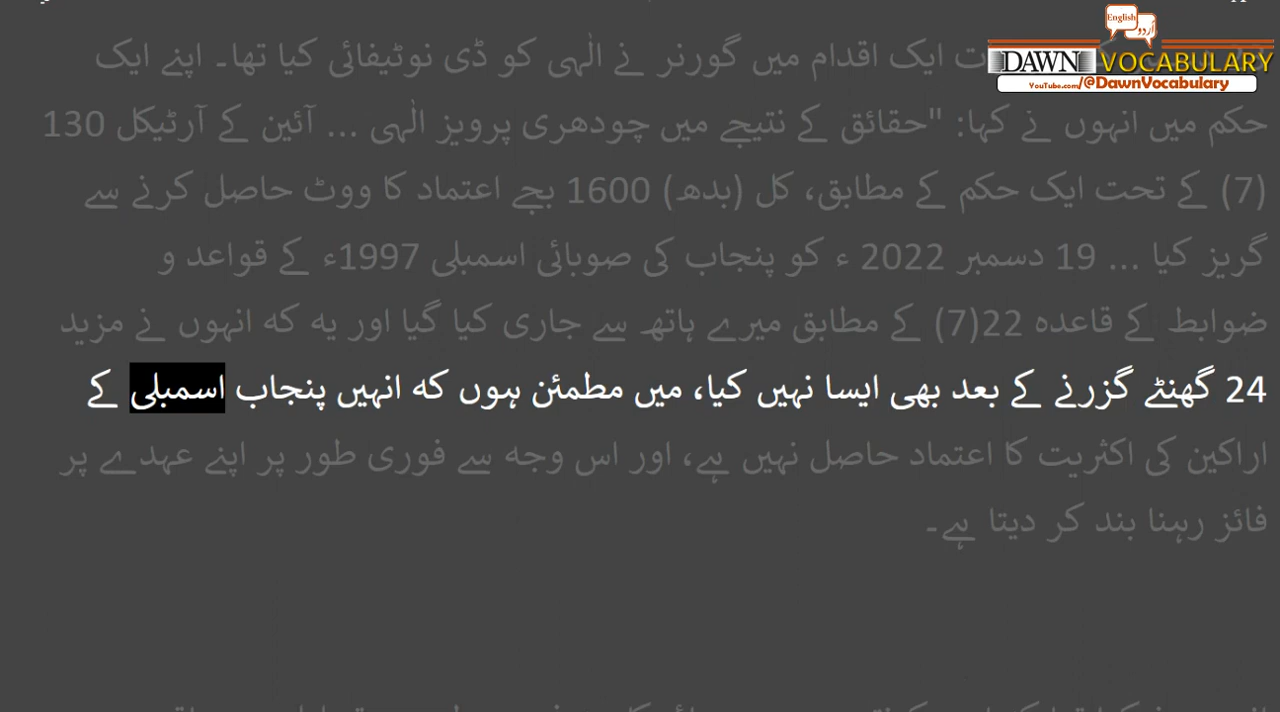 English
اُردو
DAWN VOCABULARY
YouTube.com/@DawnVocabulary
ایک اقدام میں گورنر نے الٰہی کو ڈی نوٹیفائی کیا تھا۔ اپنے ایک
حکم میں انہوں نے کہا: "حقائق کے نتیجے میں چودھری پرویز الٰہی ... آئین کے آرٹیکل 130
(7) کے تحت ایک حکم کے مطابق، کل (بدھ) 1600 بجے اعتماد کا ووٹ حاصل کرنے سے
گریز کیا ... 19 دسمبر 2022 ء کو پنجاب کی صوبائی اسمبلی 1997ء کے قواعد و
ضوابط کے قاعدہ 22(7) کے مطابق میرے ہاتھ سے جاری کیا گیا اور یہ کہ انہوں نے مزید
24 گھنٹے گزرنے کے بعد بھی ایسا نہیں کیا، میں مطمئن ہوں کہ انہیں پنجاب اسمبلی کے
اراکین کی اکثریت کا اعتماد حاصل نہیں ہے، اور اس وجہ سے فوری طور پر اپنے عہدے پر
فائز رہنا بند کر دیتا ہے۔